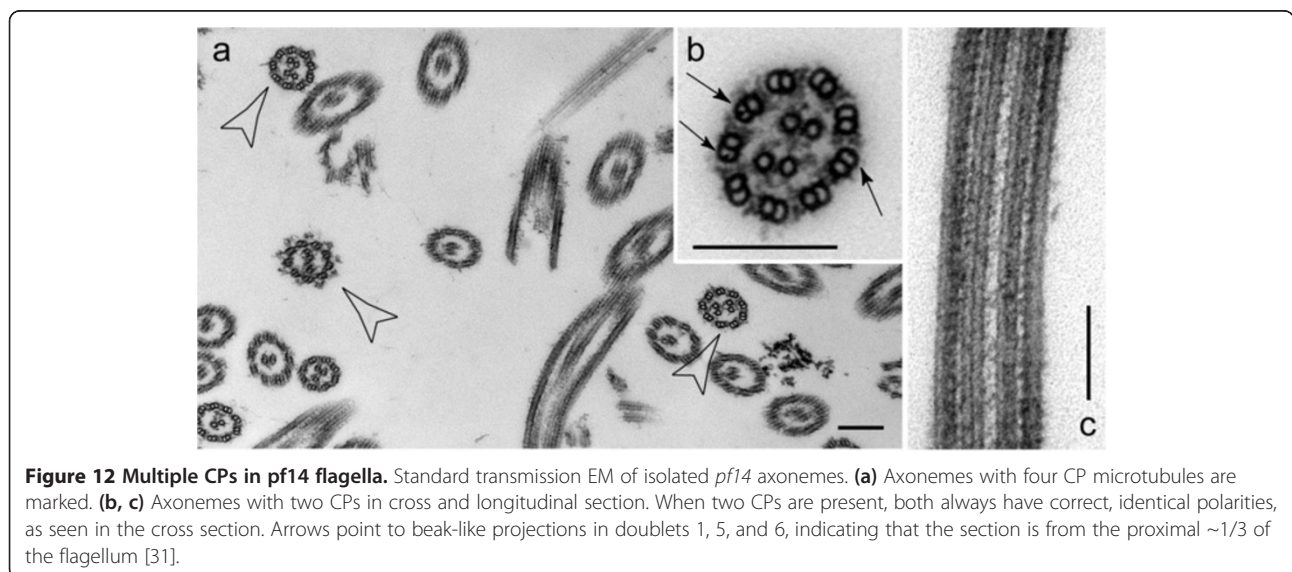 a
b
c
Figure 12 Multiple CPs in pf14 flagella. Standard transmission EM of isolated pf14 axonemes. (a) Axonemes with four CP microtubules are
marked. (b, c) Axonemes with two CPs in cross and longitudinal section. When two CPs are present, both always have correct, identical polarities,
as seen in the cross section. Arrows point to beak-like projections in doublets 1, 5, and 6, indicating that the section is from the proximal ~1/3 of
the flagellum [31].